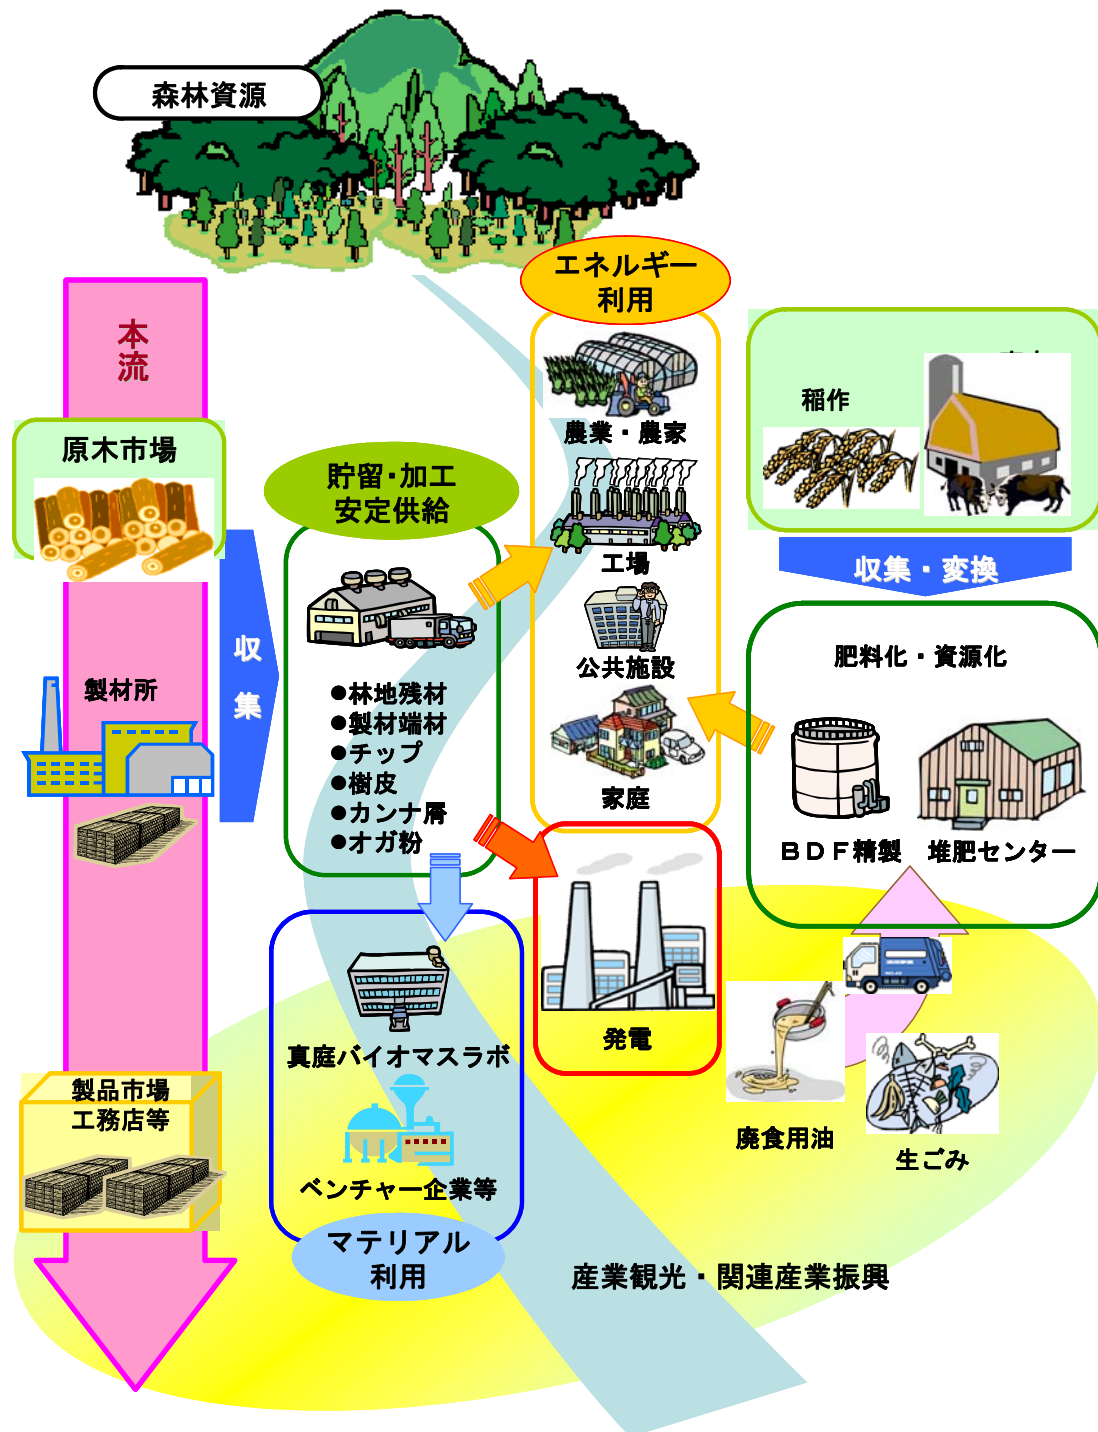 森林資源
本
流
原木市場
製材所
製品市場
工務店等
収
集
貯留・加工
安定供給
●林地残材
●製材端材
●チップ
●樹皮
●カンナ屑
●オガ粉
エネルギー
利用
農業・農家
工場
公共施設
家庭
発電
真庭バイオマスラボ
ベンチャー企業等
マテリアル
利用
稲作
収集・変換
肥料化・資源化
ＢＤＦ精製
堆肥センター
廃食用油
生ごみ
産業観光・関連産業振興